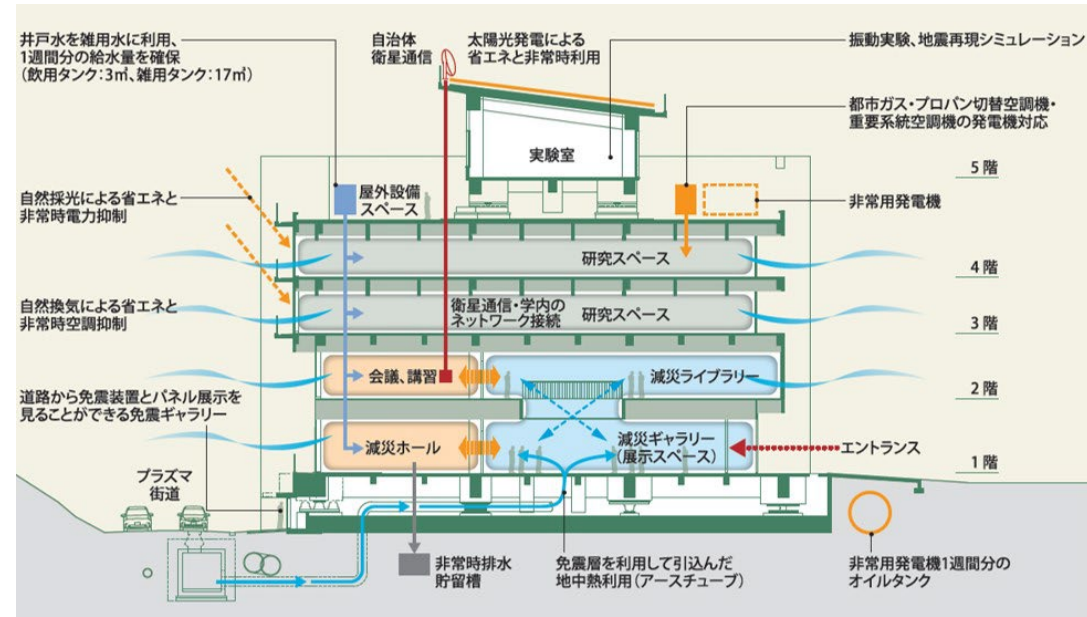 井戸水を雑用水に利用、
1週間分の給水量を確保
（飲用タンク：3㎥、雑用タンク：17㎥）
自治体
衛星通信
太陽光発電による
省エネと非常時利用
振動実験、地震再現シミュレーション
都市ガス・プロパン切替空調機・
重要系統空調機の発電機対応
実験室
5階
自然採光による省エネと
非常時電力抑制
屋外設備
スペース
非常用発電機
研究スペース
4階
自然換気による省エネと
非常時空調抑制
衛星通信・学内の
ネットワーク接続
研究スペース
3階
会議、講習
減災ライブラリー
2階
道路から免震装置とパネル展示を
見ることができる免震ギャラリー
減災ホール
減災ギャラリー
（展示スペース）
エントランス
1階
プラズマ
街道
非常時排水
貯留槽
免震層を利用して引込んだ
地中熱利用（アースチューブ）
非常用発電機1週間分の
オイルタンク